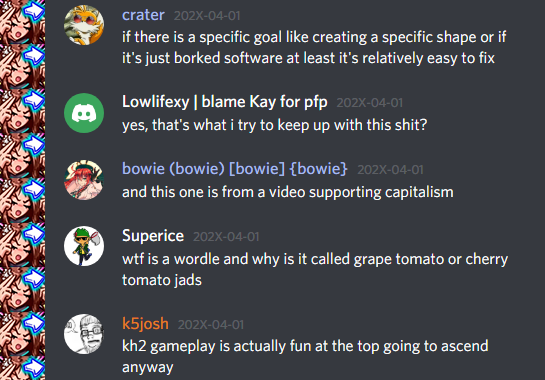 crater 202X-04-01
if there is a specific goal like creating a specific shape or if
it's just borked software at least it's relatively easy to fix
Lowlifexy | blame Kay for pfp 202X-04-01
yes, that's what i try to keep up with this shit?
bowie (bowie) [bowie] {bowie} 202X-04-01
and this one is from a video supporting capitalism
Superice 202X-04-01
wtf is a wordle and why is it called grape tomato or cherry
tomato jads
k5josh 202X-04-01
kh2 gameplay is actually fun at the top going to ascend
anyway